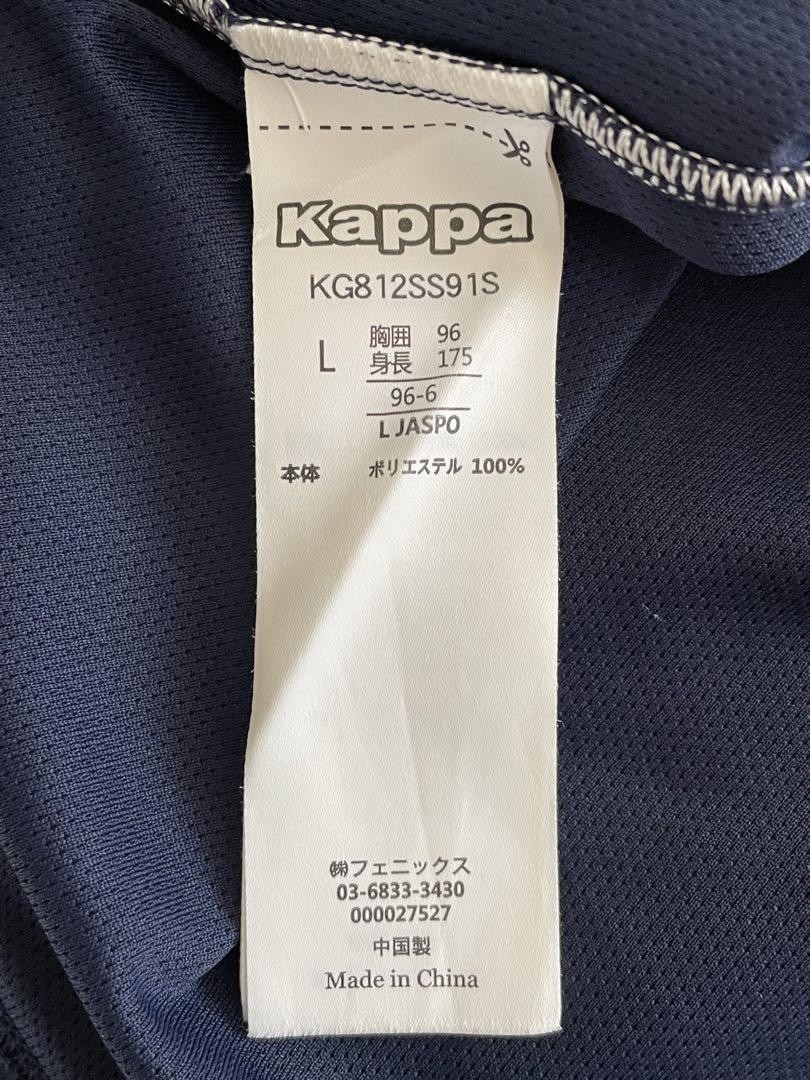 Kappa
KG812SS91S
L 胸囲 96
身長 175
96-6
L JASPO
本体 ポリエステル 100%
㈱フェニックス
03-6833-3430
000027527
中国製
Made in China